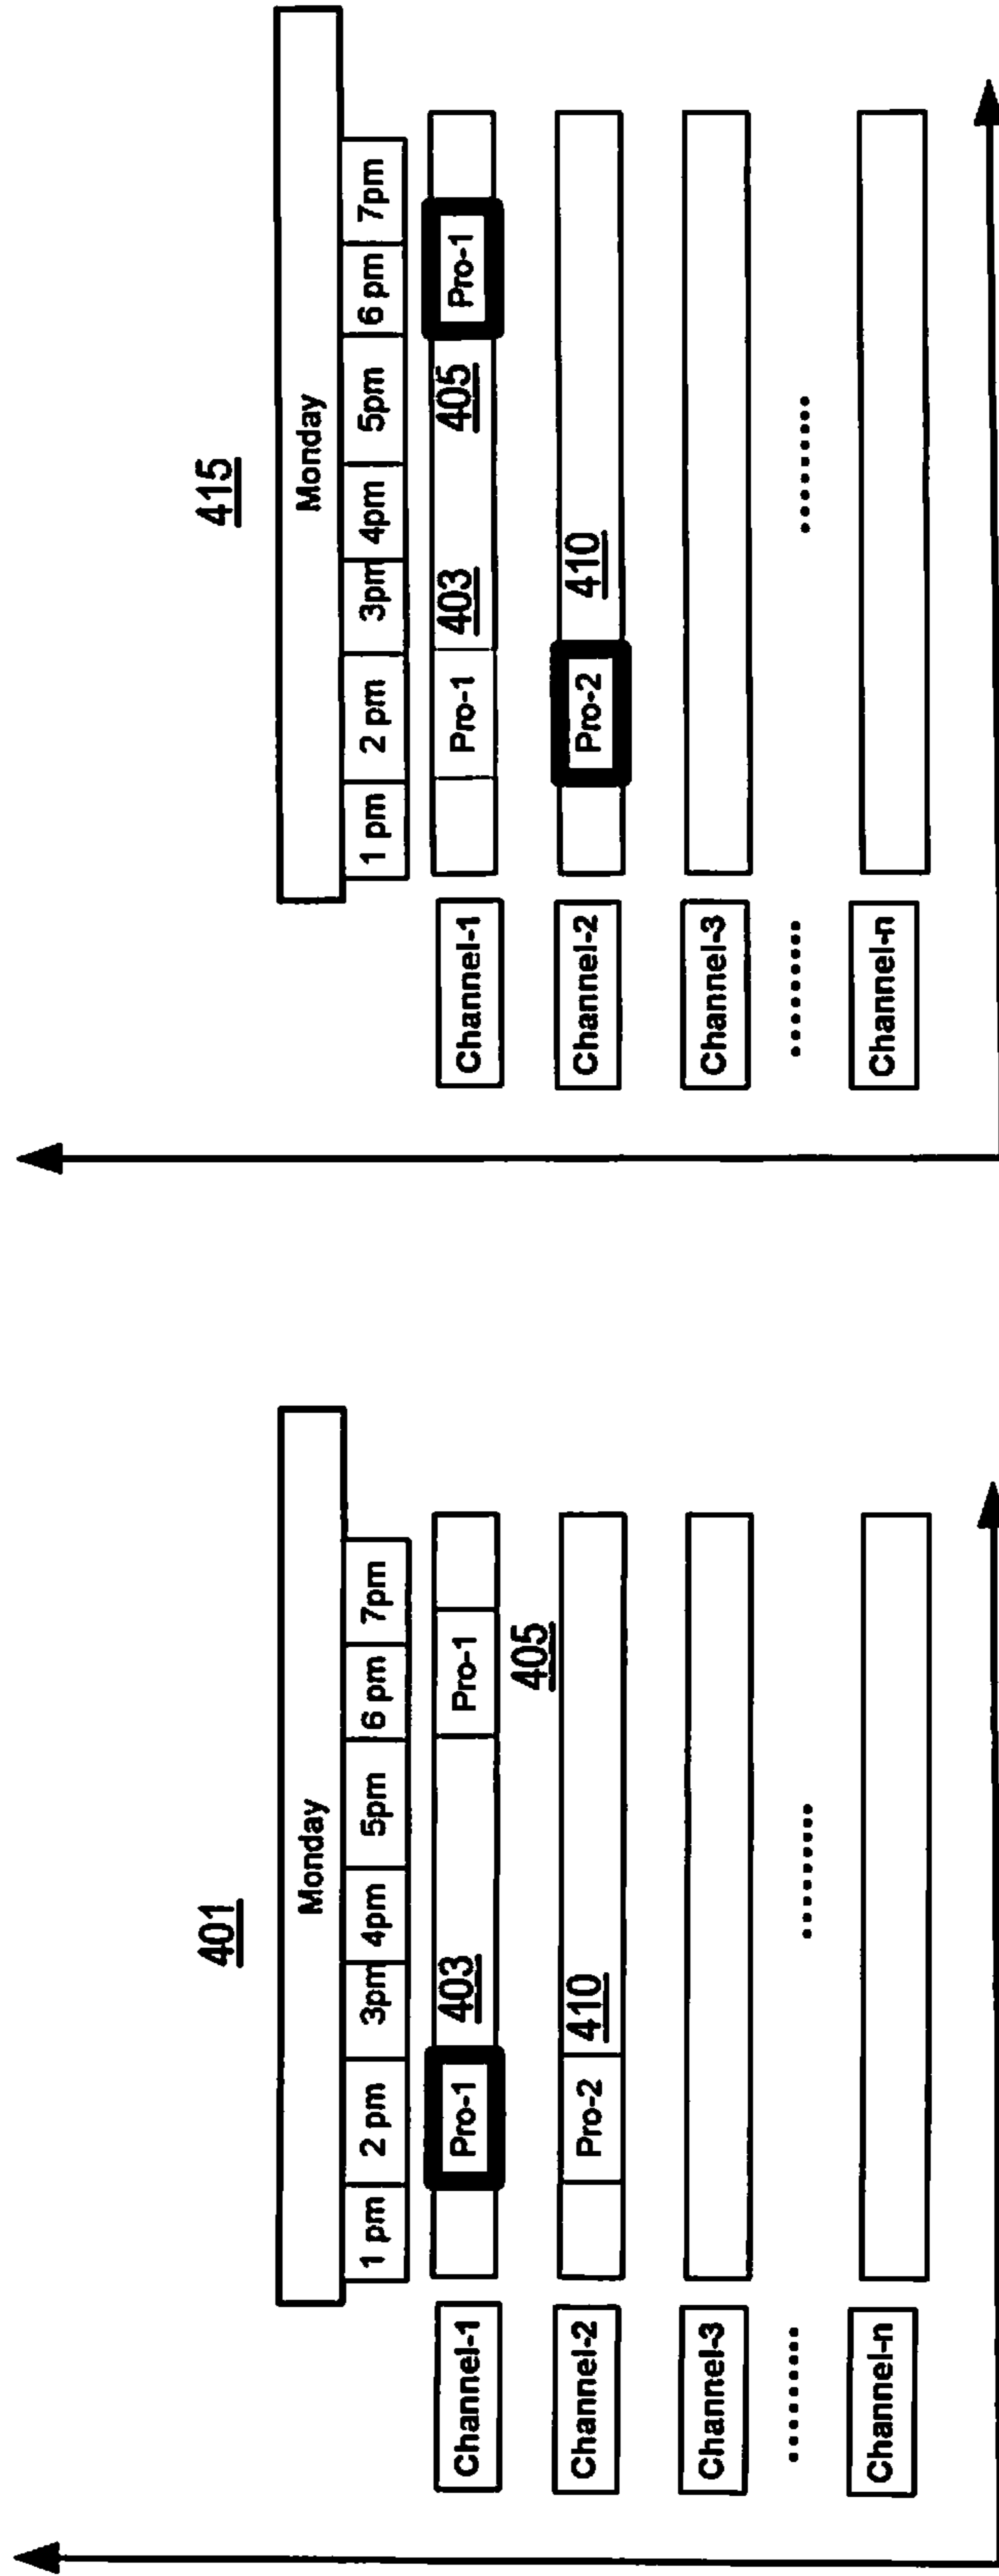 401
Monday
1 pm 2 pm 3pm 4pm 5pm 6 pm 7pm
Channel-1 Pro-1 403 Pro-1
405
Channel-2 Pro-2 410
Channel-3
......... .........
Channel-n
415
Monday
1 pm 2 pm 3pm 4pm 5pm 6 pm 7pm
Channel-1 Pro-1 403 405 Pro-1
Channel-2 Pro-2 410
Channel-3
......... .........
Channel-n